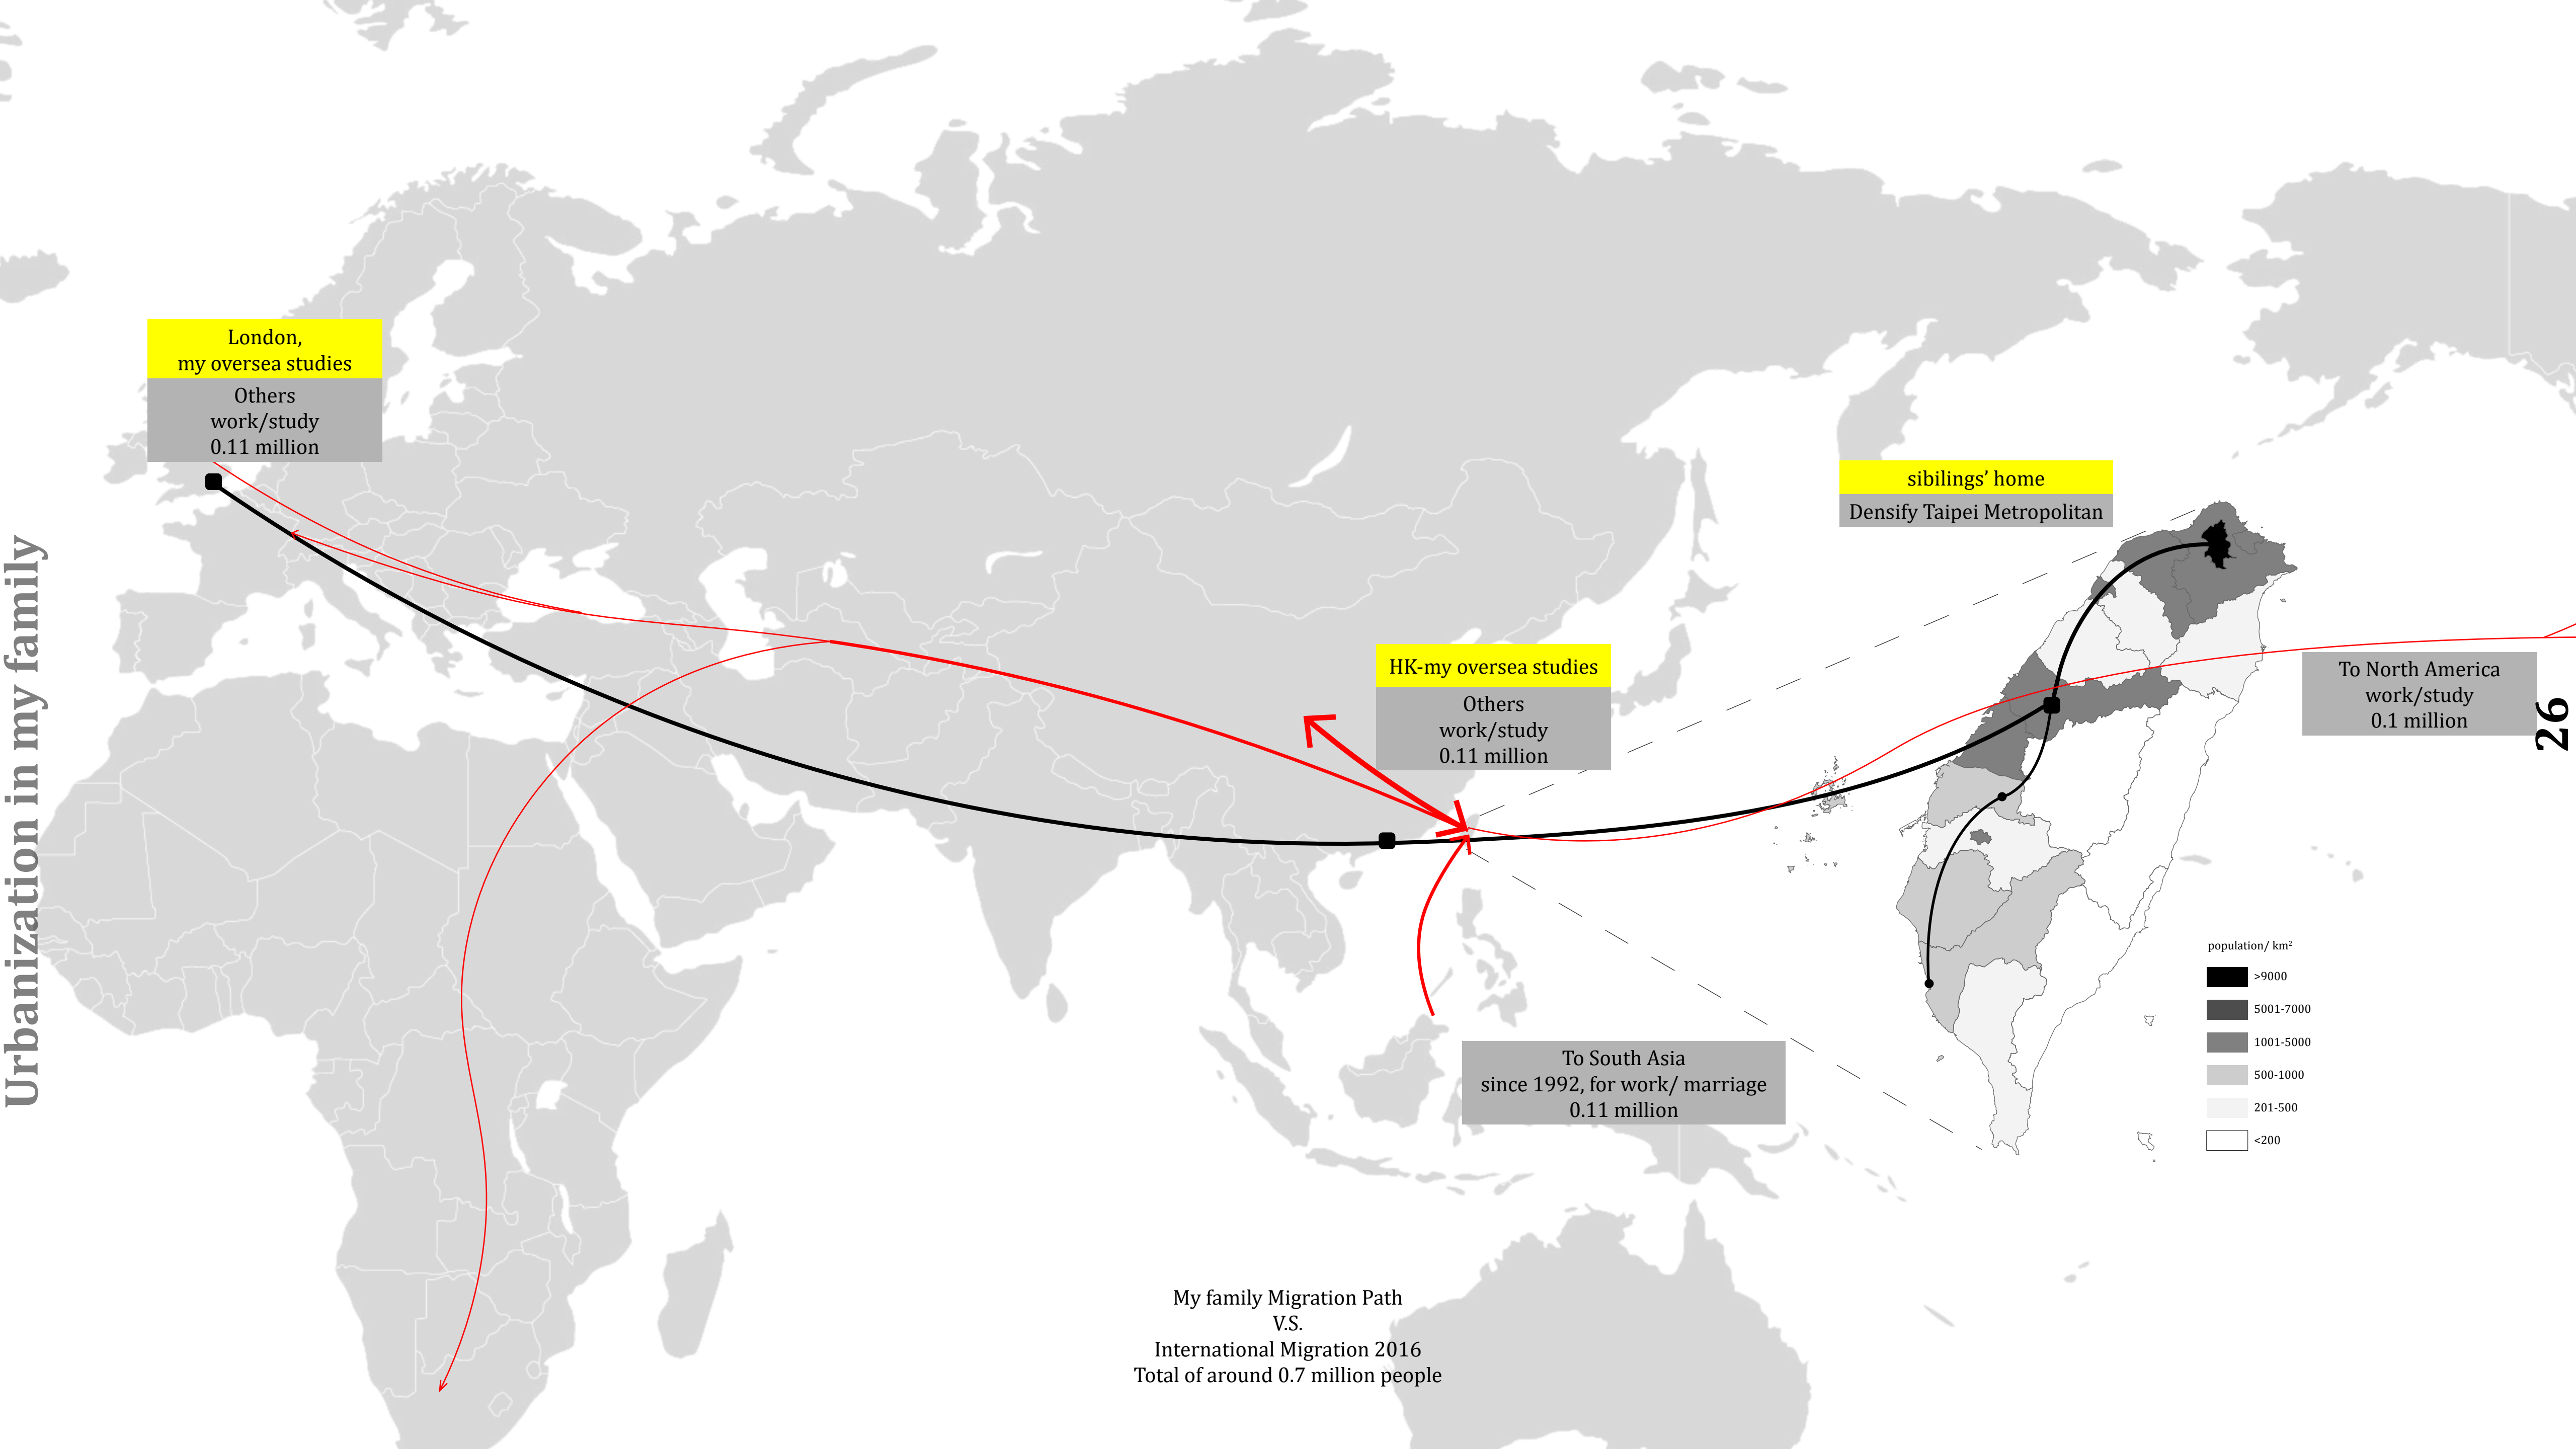 Urbanization in my family
London,
my oversea studies
Others
work/study
0.11 million
sibilings’ home
Densify Taipei Metropolitan
HK-my oversea studies
Others
work/study
0.11 million
To North America
work/study
0.1 million
26
To South Asia
since 1992, for work/ marriage
0.11 million
population/ km²
>9000
5001-7000
1001-5000
500-1000
201-500
<200
My family Migration Path
V.S.
International Migration 2016
Total of around 0.7 million people